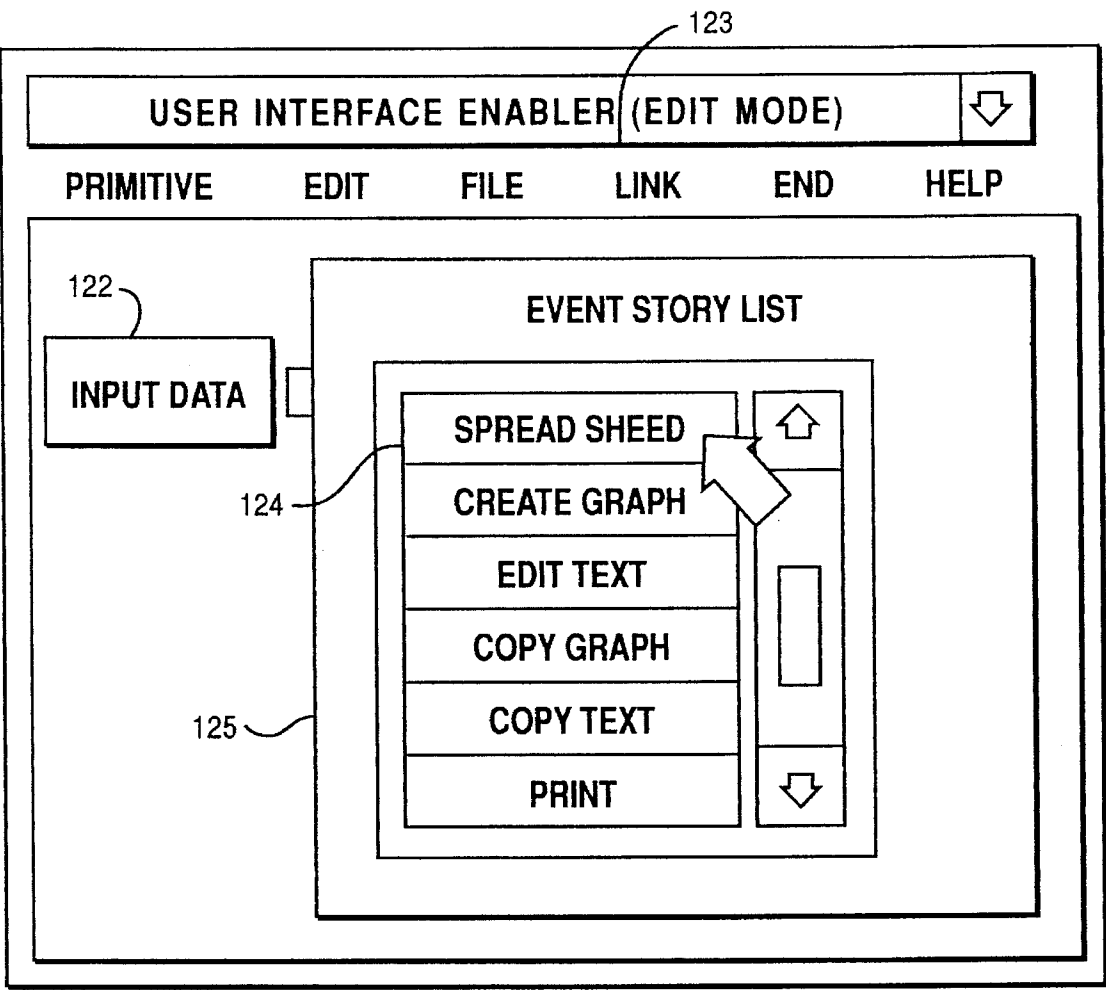 123
USER INTERFACE ENABLER (EDIT MODE)
PRIMITIVE EDIT FILE LINK END HELP
122
EVENT STORY LIST
INPUT DATA
SPREAD SHEED
124
CREATE GRAPH
EDIT TEXT
COPY GRAPH
125
COPY TEXT
PRINT